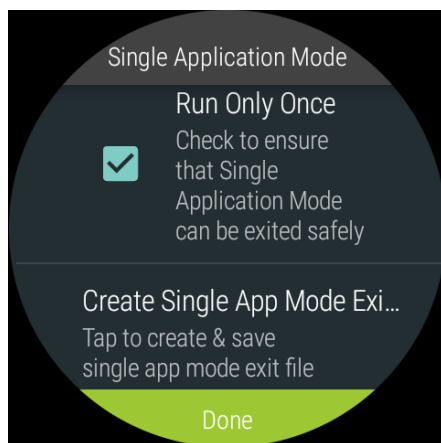 Single Application Mode
Run Only Once
Check to ensure
that Single
Application Mode
can be exited safely
Create Single App Mode Exi...
Tap to create & save
single app mode exit file
Done